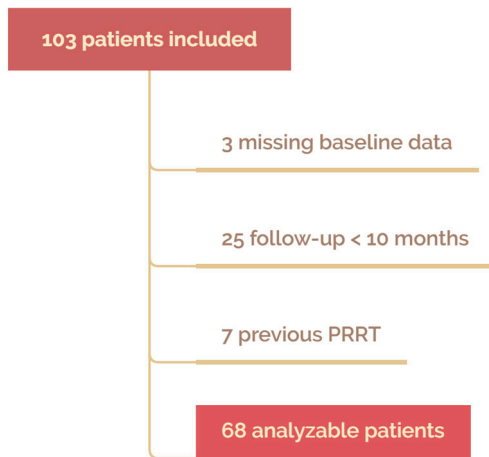 103 patients included
3 missing baseline data
25 follow-up < 10 months
7 previous PRRT
68 analyzable patients